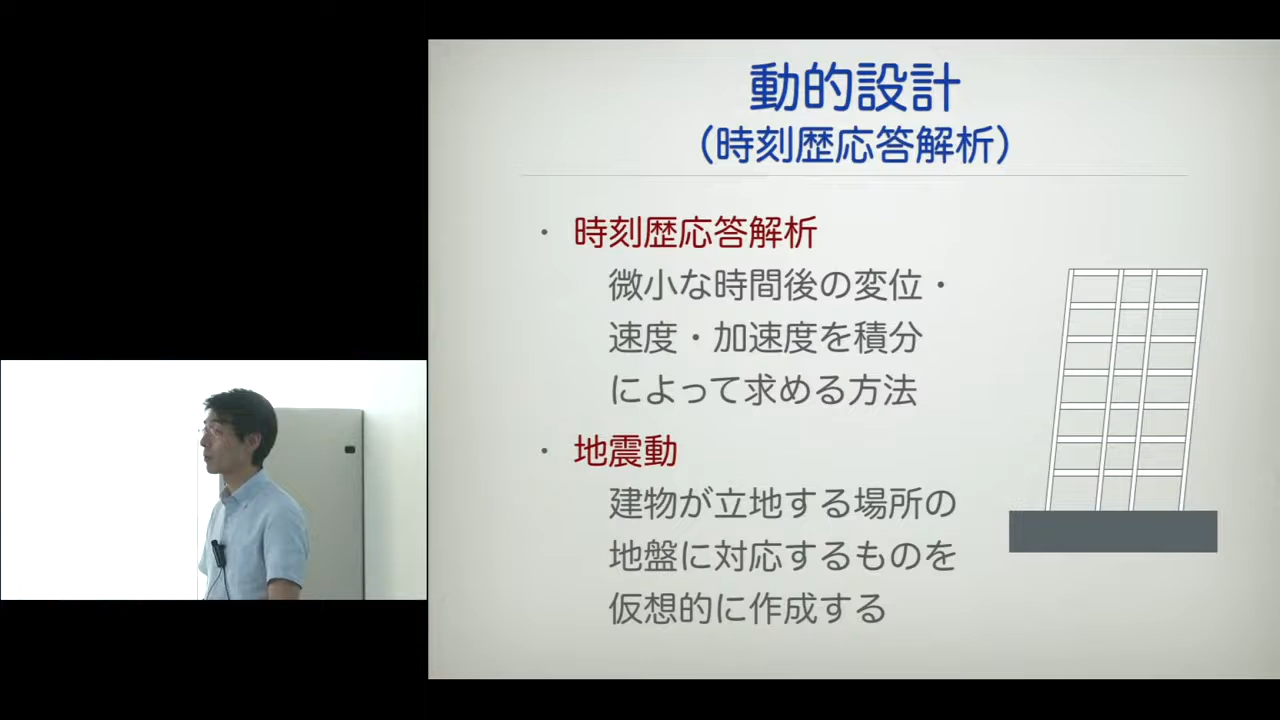 動的設計
（時刻歴応答解析）
・ 時刻歴応答解析
微小な時間後の変位・
速度・加速度を積分
によって求める方法
・ 地震動
建物が立地する場所の
地盤に対応するものを
仮想的に作成する